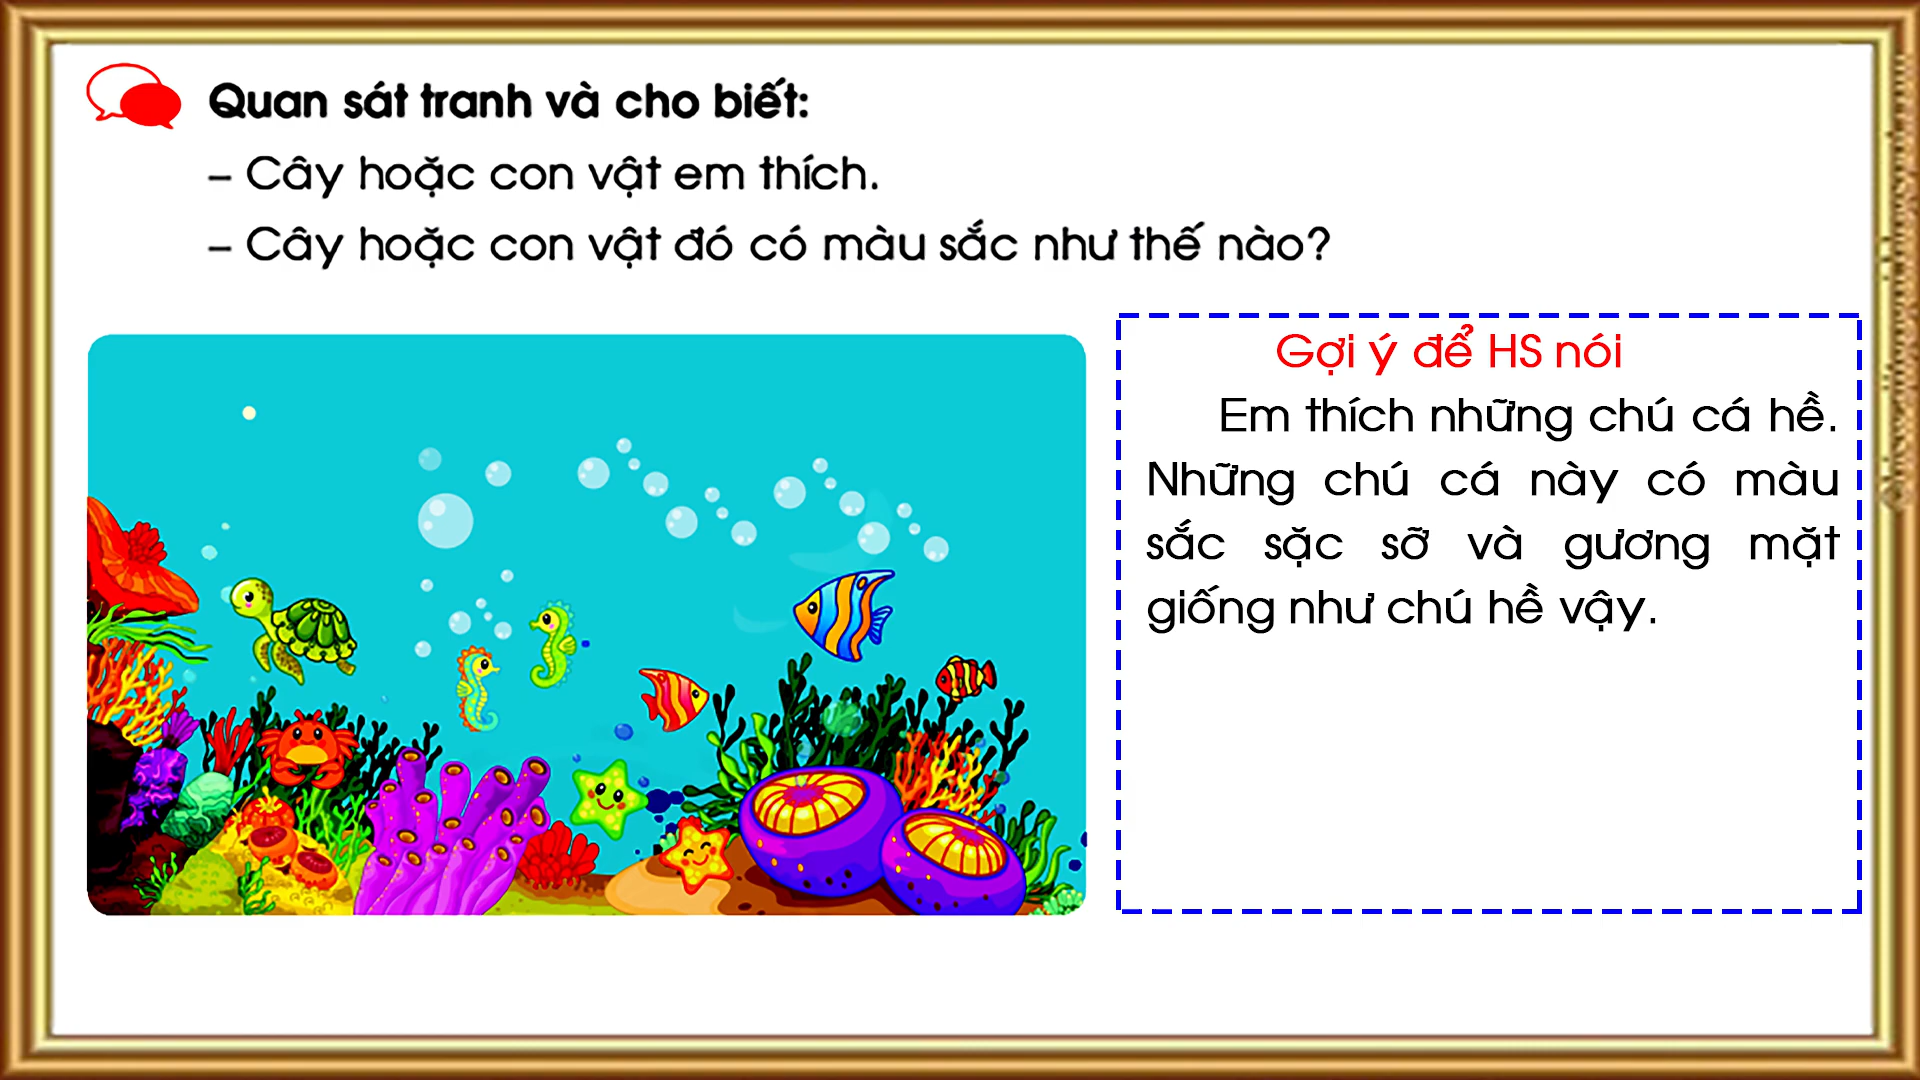 Quan sát tranh và cho biết:
– Cây hoặc con vật em thích.
– Cây hoặc con vật đó có màu sắc như thế nào?
Gợi ý để HS nói
Em thích những chú cá hề.
Những chú cá này có màu
sắc sặc sỡ và gương mặt
giống như chú hề vậy.